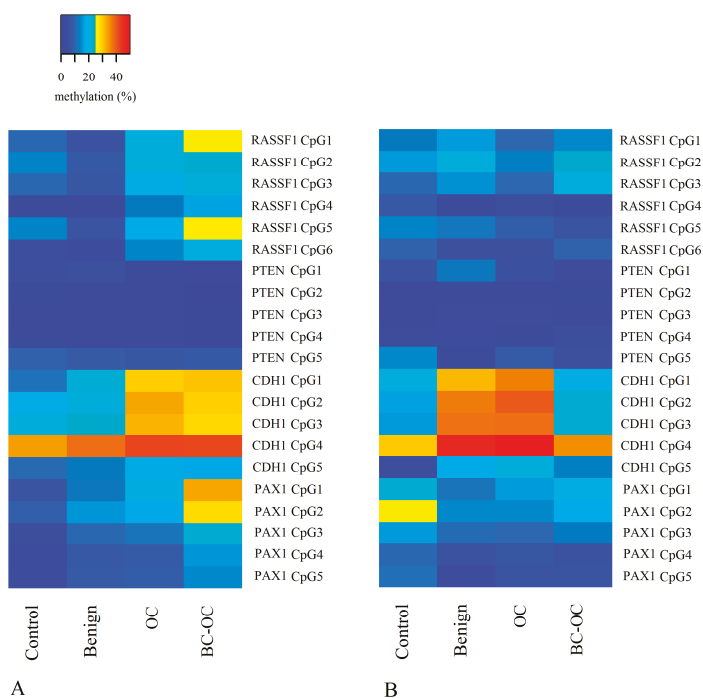 0 20 40
methylation (%)
RASSF1 CpG1
RASSF1 CpG2
RASSF1 CpG3
RASSF1 CpG4
RASSF1 CpG5
RASSF1 CpG6
PTEN CpG1
PTEN CpG2
PTEN CpG3
PTEN CpG4
PTEN CpG5
CDH1 CpG1
CDH1 CpG2
CDH1 CpG3
CDH1 CpG4
CDH1 CpG5
PAX1 CpG1
PAX1 CpG2
PAX1 CpG3
PAX1 CpG4
PAX1 CpG5
Control
Benign
OC
BC-OC
A
RASSF1 CpG1
RASSF1 CpG2
RASSF1 CpG3
RASSF1 CpG4
RASSF1 CpG5
RASSF1 CpG6
PTEN CpG1
PTEN CpG2
PTEN CpG3
PTEN CpG4
PTEN CpG5
CDH1 CpG1
CDH1 CpG2
CDH1 CpG3
CDH1 CpG4
CDH1 CpG5
PAX1 CpG1
PAX1 CpG2
PAX1 CpG3
PAX1 CpG4
PAX1 CpG5
Control
Benign
OC
BC-OC
B